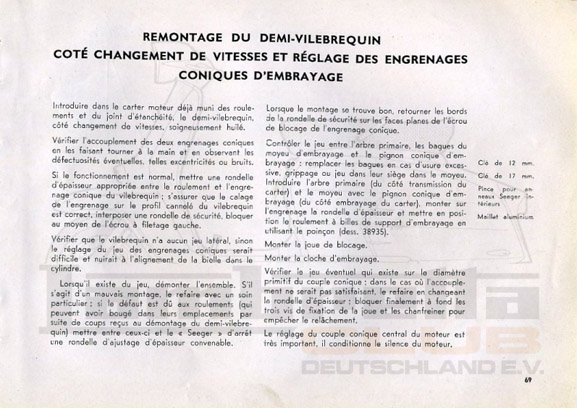 REMONTAGE DU DEMI-VILEBREQUIN
COTÉ CHANGEMENT DE VITESSES ET RÉGLAGE DES ENGRENAGES
CONIQUES D'EMBRAYAGE
Introduire dans le carter moteur déjà muni des roule-
ments et du joint d'étanchéité, le demi-vilebrequin,
côté changement de vitesses, soigneusement huilé.
Vérifier l'accouplement des deux engrenages coniques
en les faisant tourner à la main et en observant les
défectuosités éventuelles, telles excentricités ou bruits.
Si le fonctionnement est normal, mettre une rondelle
d'épaisseur appropriée entre le roulement et l'engre-
nage conique du vilebrequin ; s'assurer que le calage
de l'engrenage sur le profil cannelé du vilebrequin
est correct, interposer une rondelle de sécurité, bloquer
au moyen de l'écrou à filetage gauche.
Vérifier que le vilebrequin n'a aucun jeu latéral, sinon
le réglage du jeu des engrenages coniques serait
difficile et nuirait à l'alignement de la bielle dans le
cylindre.
Lorsqu'il existe du jeu, démonter l'ensemble. S'il
s'agit d'un mauvais montage, le refaire avec un soin
particulier ; si le défaut est dû aux roulements (qui
peuvent avoir bougé dans leurs emplacements par
suite de coups reçus au démontage du demi-vilebre-
quin) mettre entre ceux-ci et le « Seeger » d'arrêt
une rondelle d'ajustage d'épaisseur convenable.
Lorsque le montage se trouve bon, retourner les bords
de la rondelle de sécurité sur les faces planes de l'écrou
de blocage de l'engrenage conique.
Contrôler le jeu entre l'arbre primaire, les bagues du
moyeu d'embrayage et le pignon conique d'em-
brayage : remplacer les bagues en cas d'usure exces-
sive, grippage ou jeu dans leur siège dans le moyeu.
Introduire l'arbre primaire (du côté transmission du
carter) et le moyeu avec le pignon conique d'em-
brayage (du côté embrayage du carter), monter sur
l'engrenage la rondelle d'épaisseur et mettre en posi-
tion le roulement à billes de support d'embrayage en
utilisant le poinçon (dess. 38935).
Monter la joue de blocage.
Monter la cloche d'embrayage.
Vérifier le jeu éventuel qui existe sur le diamètre
primitif du couple conique ; dans le cas où l'accouple-
ment ne serait pas satisfaisant, le refaire en changeant
la rondelle d'épaisseur ; bloquer finalement à fond les
trois vis de fixation de la joue et les chanfreiner pour
empêcher le relâchement.
Le réglage du couple conique central du moteur est
très important, il conditionne le silence du moteur.
Clé de 12 mm.
Clé de 17 mm.
Pince pour an-
neaux Seeger in-
térieurs
Maillet aluminium
CLUB
DEUTSCHLAND E.V.
69